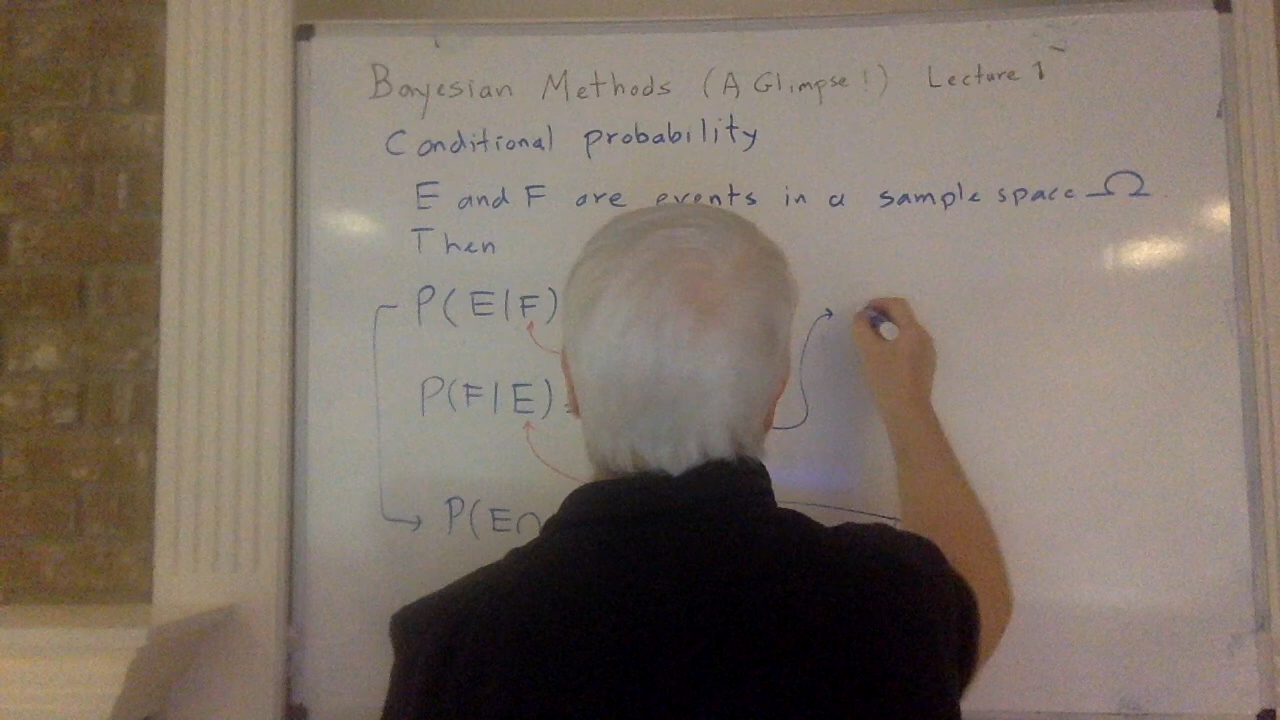 Bayesian Methods (A Glimpse!) Lecture 1
Conditional probability
E and F are events in a sample space Ω.
Then
P(E|F)
P(F|E) =
P(E∩